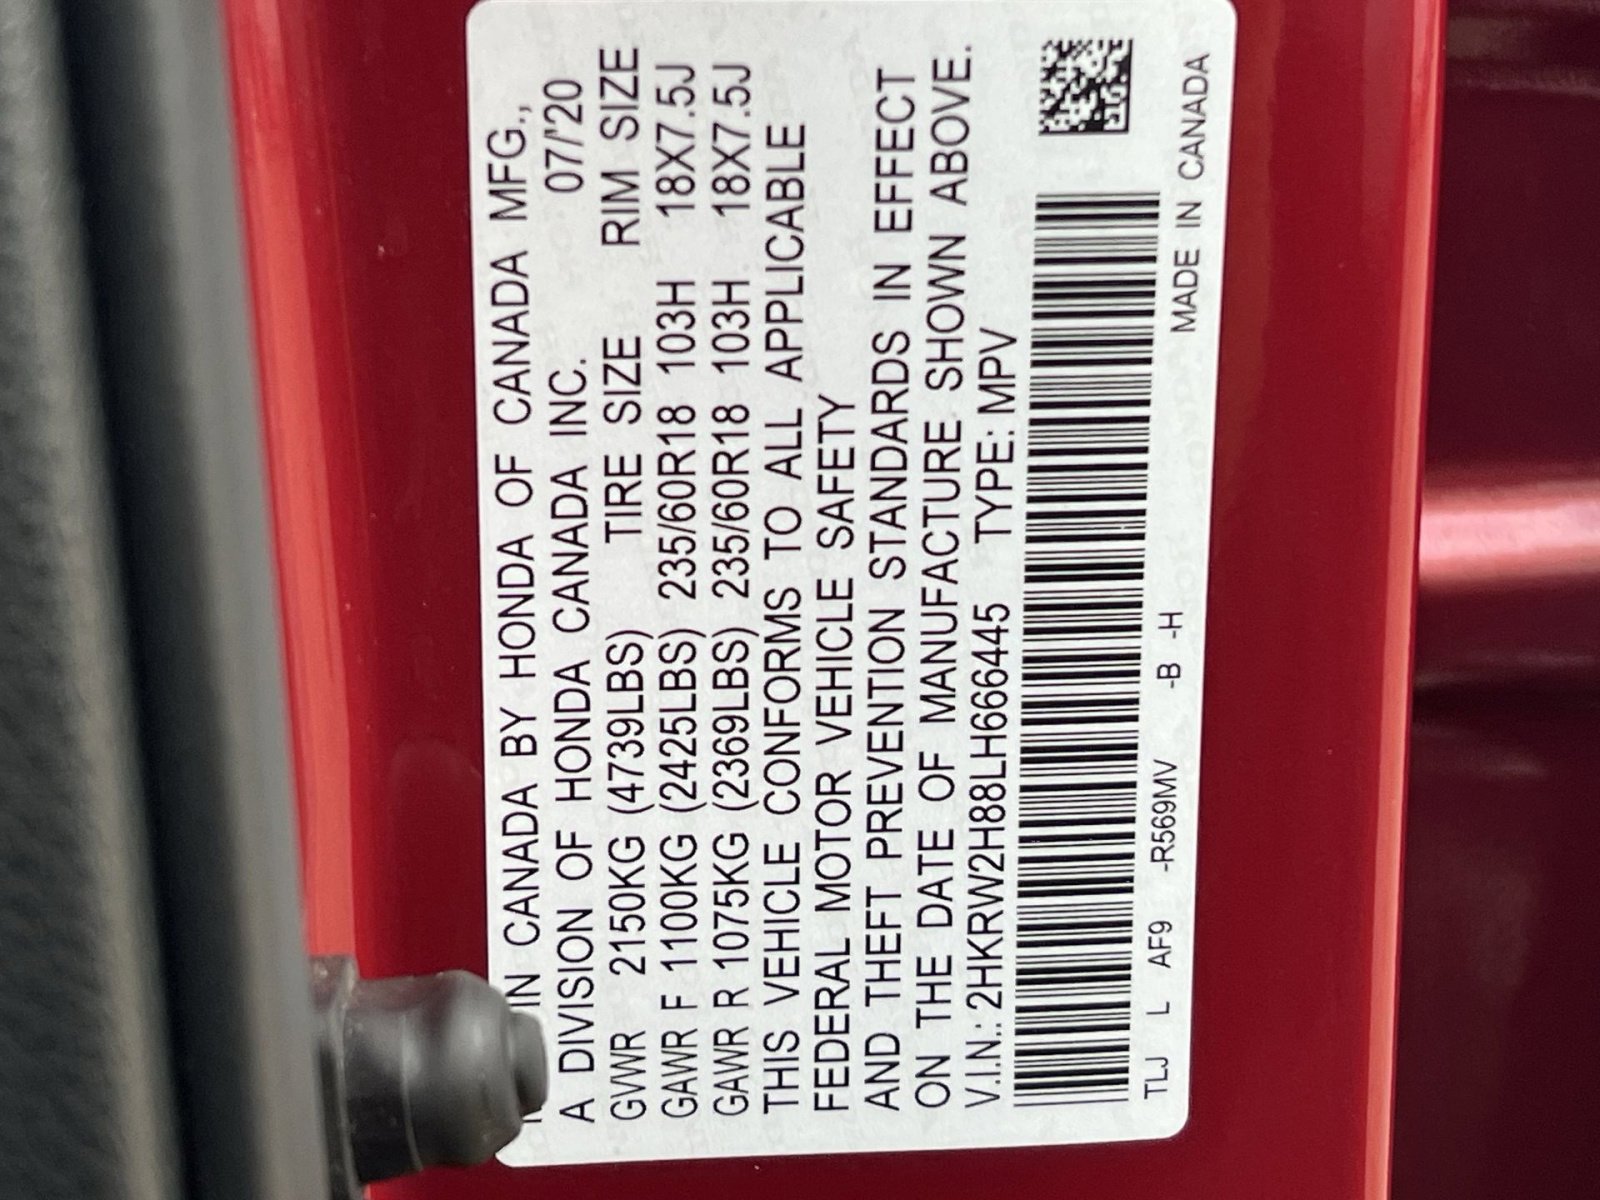 IN CANADA BY HONDA OF CANADA MFG.,
A DIVISION OF HONDA CANADA INC. 07/'20
TIRE SIZE RIM SIZE
GVWR 2150KG (4739LBS)
GAWR F 1100KG (2425LBS) 235/60R18 103H 18X7.5J
GAWR R 1075KG (2369LBS) 235/60R18 103H 18X7.5J
THIS VEHICLE CONFORMS TO ALL APPLICABLE
FEDERAL MOTOR VEHICLE SAFETY
AND THEFT PREVENTION STANDARDS IN EFFECT
ON THE DATE OF MANUFACTURE SHOWN ABOVE.
V.I.N.: 2HKRW2H88LH666445 TYPE: MPV
TLJ L AF9 -R569MV -B -H MADE IN CANADA